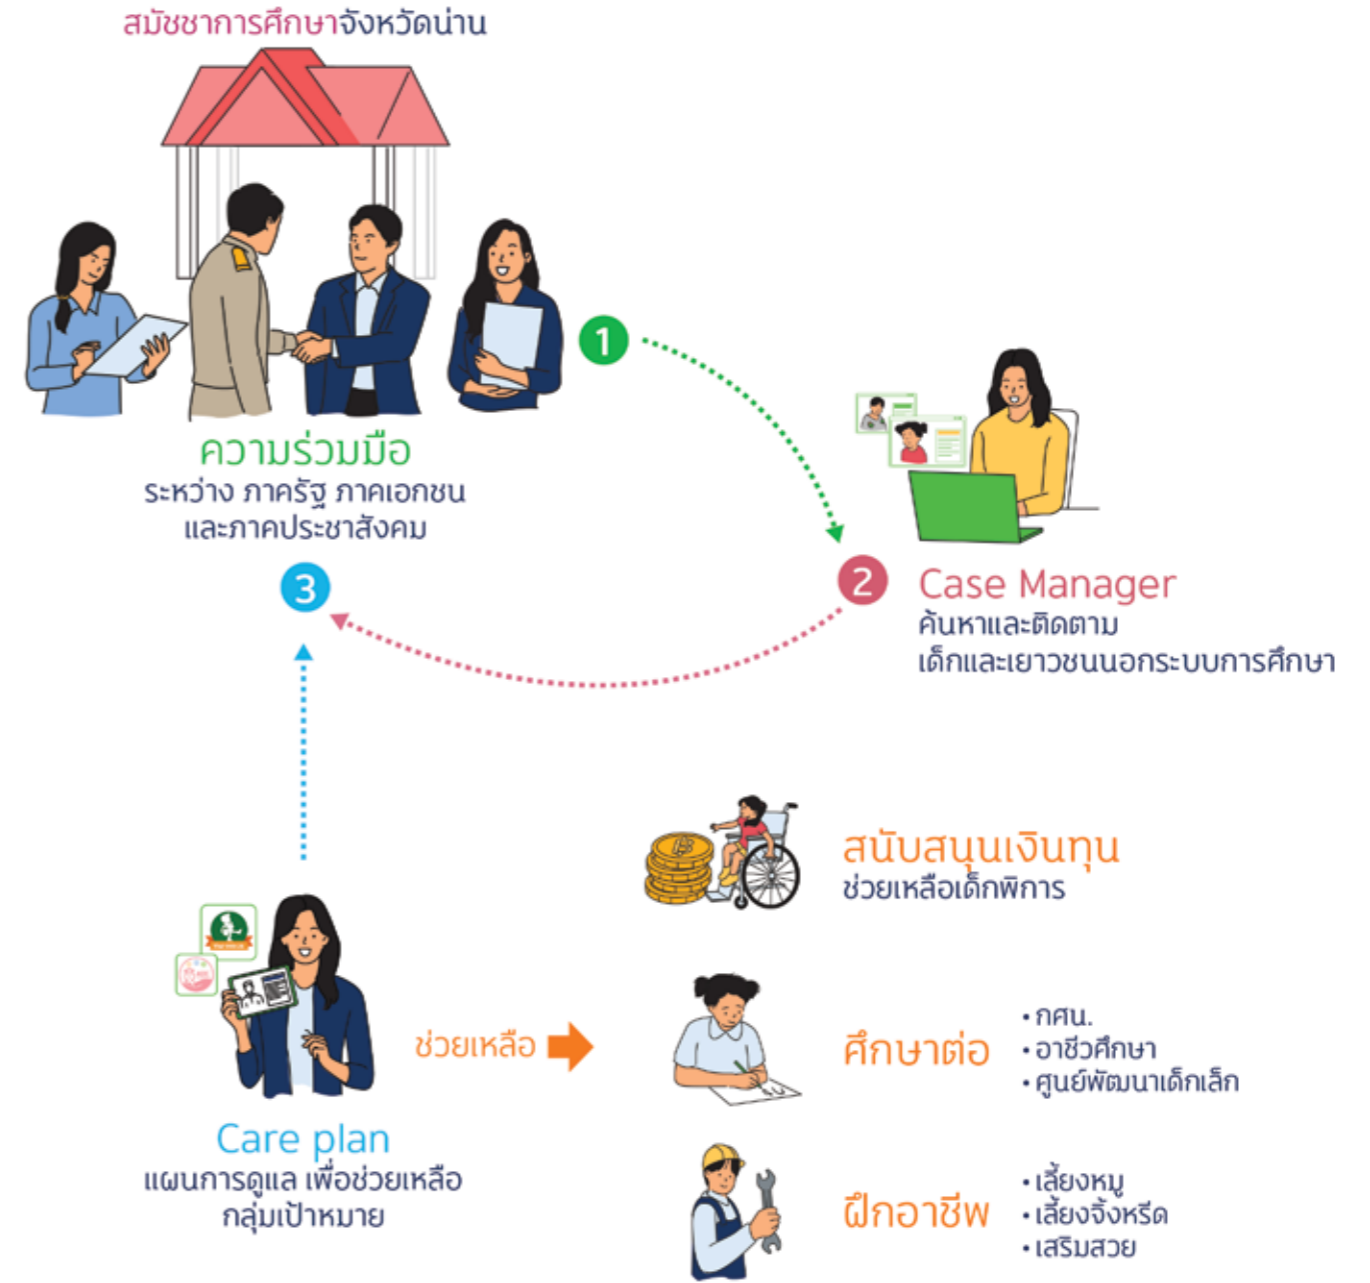 สมัชชาการศึกษาจังหวัดน่าน
1
ความร่วมมือ
ระหว่าง ภาครัฐ ภาคเอกชน
และภาคประชาสังคม
2
Case Manager
ค้นหาและติดตาม
เด็กและเยาวชนนอกระบบการศึกษา
3
Care plan
แผนการดูแล เพื่อช่วยเหลือ
กลุ่มเป้าหมาย
ช่วยเหลือ
สนับสนุนเงินทุน
ช่วยเหลือเด็กพิการ
ศึกษาต่อ
• กศน.
• อาชีวศึกษา
• ศูนย์พัฒนาเด็กเล็ก
ฝึกอาชีพ
• เลี้ยงหมู
• เลี้ยงจิ้งหรีด
• เสริมสวย